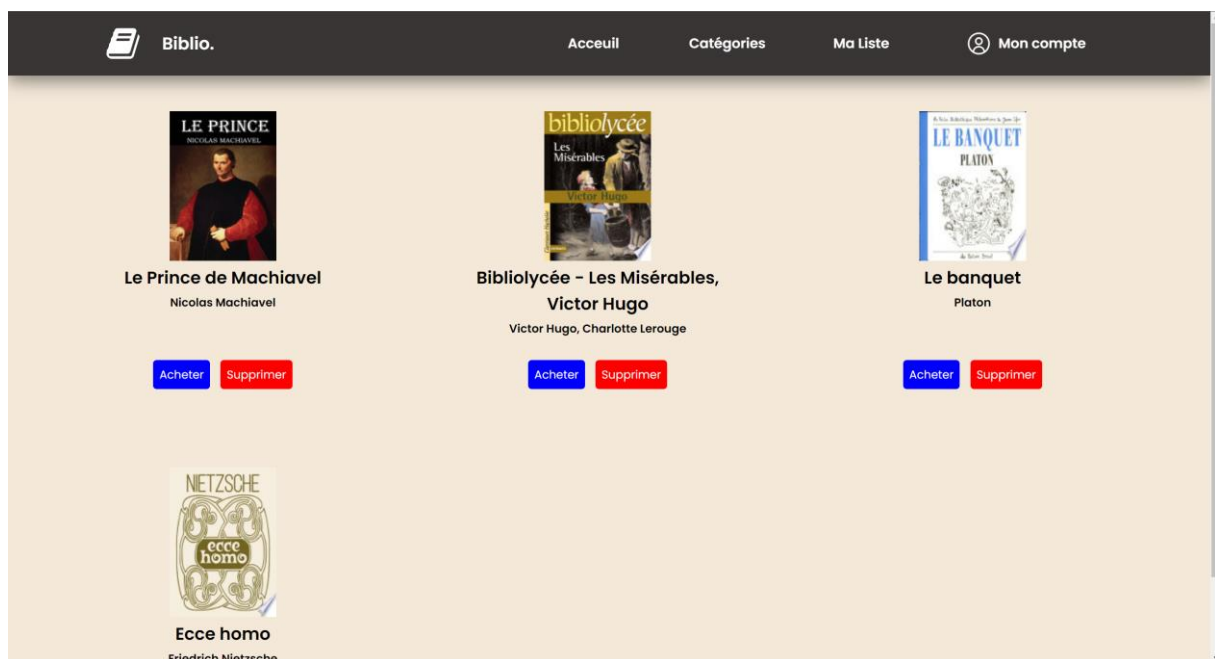 Biblio.
Acceuil
Catégories
Ma Liste
Mon compte
LE PRINCE
NICOLAS MACHIAVEL
Le Prince de Machiavel
Nicolas Machiavel
Acheter
Supprimer
bibliolycée
Les
Misérables
Victor Hugo
Bibliolycée - Les Misérables,
Victor Hugo
Victor Hugo, Charlotte Lerouge
Acheter
Supprimer
LE BANQUET
PLATON
Le banquet
Platon
Acheter
Supprimer
NIETZSCHE
ecce
homo
Ecce homo
Friedrich Nietzsche